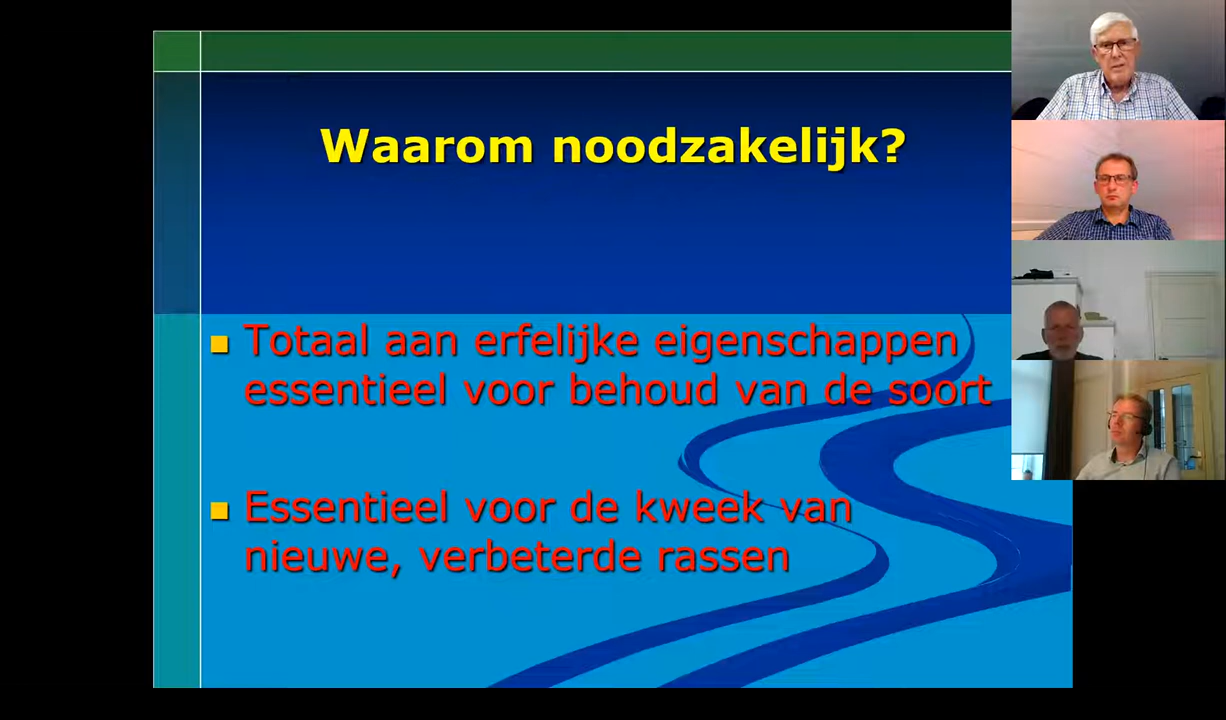 Waarom noodzakelijk?
Totaal aan erfelijke eigenschappen
essentieel voor behoud van de soort
Essentieel voor de kweek van
nieuwe, verbeterde rassen